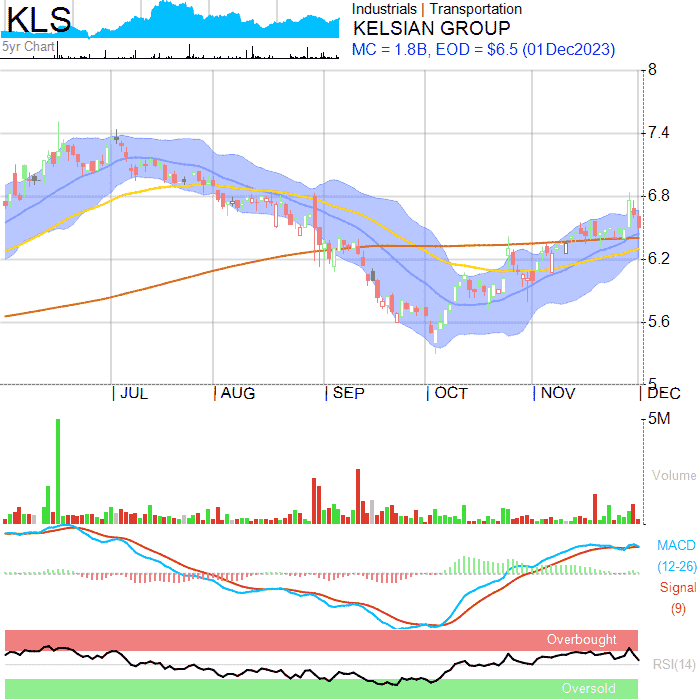 KLS
5yr Chart
Industrials | Transportation
KELSIAN GROUP
MC = 1.8B, EOD = $6.5 (01Dec2023)
8
7.4
6.8
6.2
5.6
5
| JUL | AUG | SEP | OCT | NOV | DEC
5M
Volume
MACD
(12-26)
Signal
(9)
Overbought
RSI(14)
Oversold